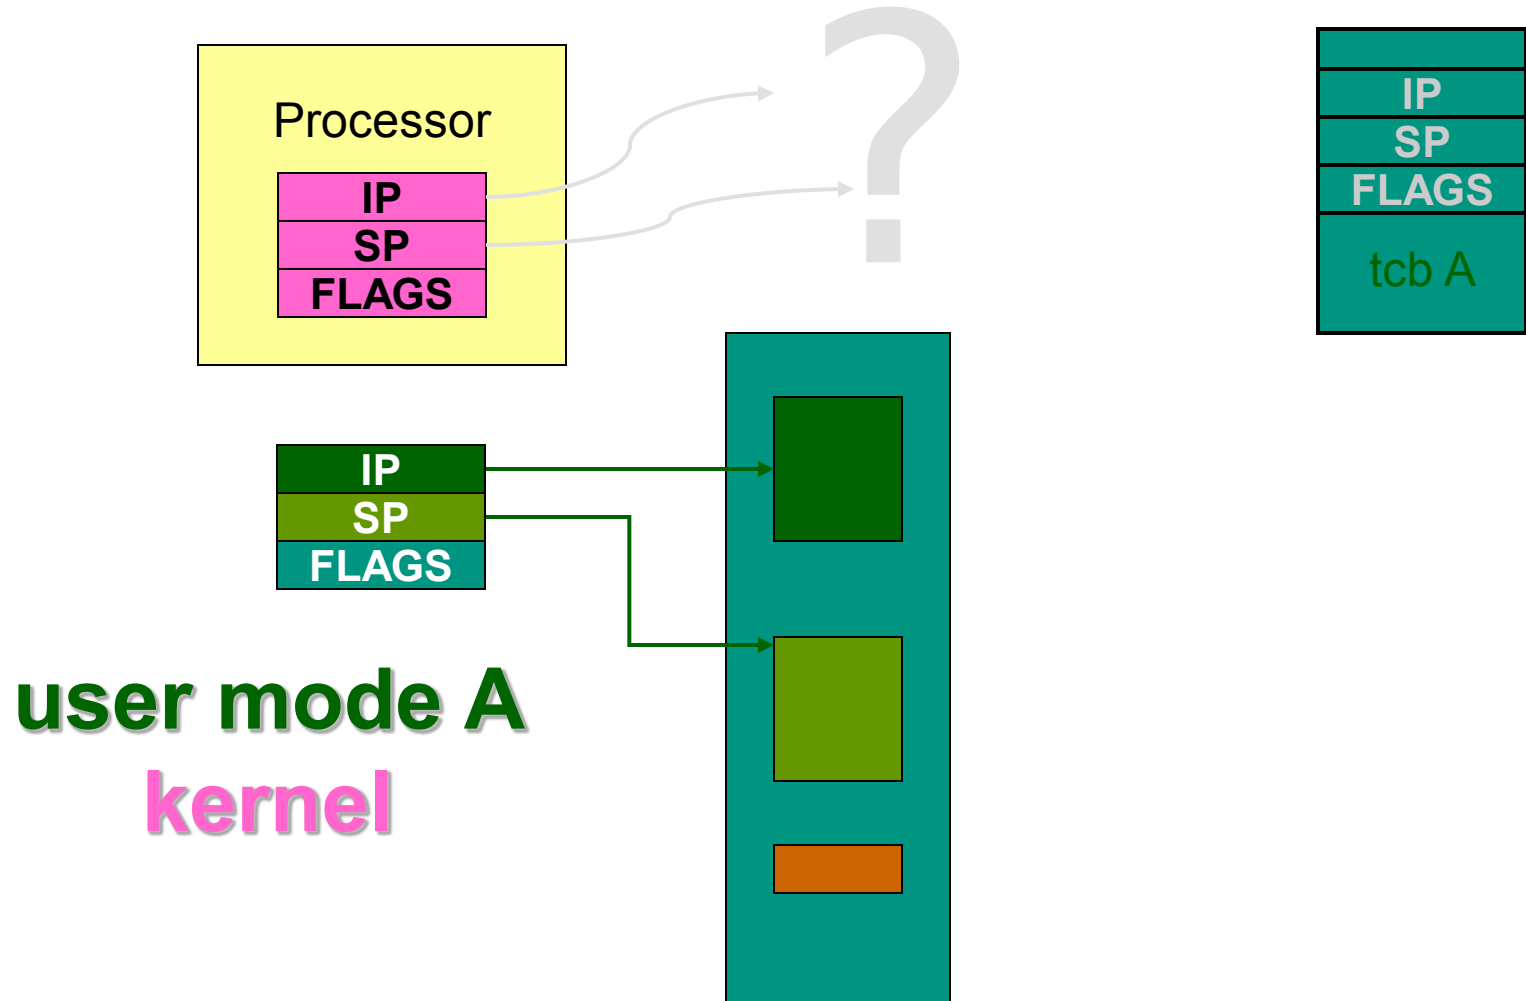 Processor
IP
SP
FLAGS
?
IP
SP
FLAGS
tcb A
IP
SP
FLAGS
user mode A
kernel